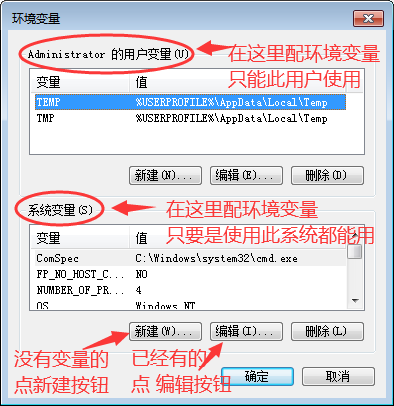 环境变量
Administrator 的用户变量(U)
在这里配环境变量
只能此用户使用
变量 值
TEMP %USERPROFILE%\AppData\Local\Temp
TMP %USERPROFILE%\AppData\Local\Temp
新建(N)... 编辑(E)... 删除(D)
系统变量(S)
在这里配环境变量
只要是使用此系统都能用
变量 值
ComSpec C:\Windows\system32\cmd.exe
FP_NO_HOST_C... NO
NUMBER_OF_PR... 4
OS Windows_NT
新建(W)... 编辑(I)... 删除(L)
没有变量的
点新建按钮
已经有的
点 编辑按钮
确定 取消